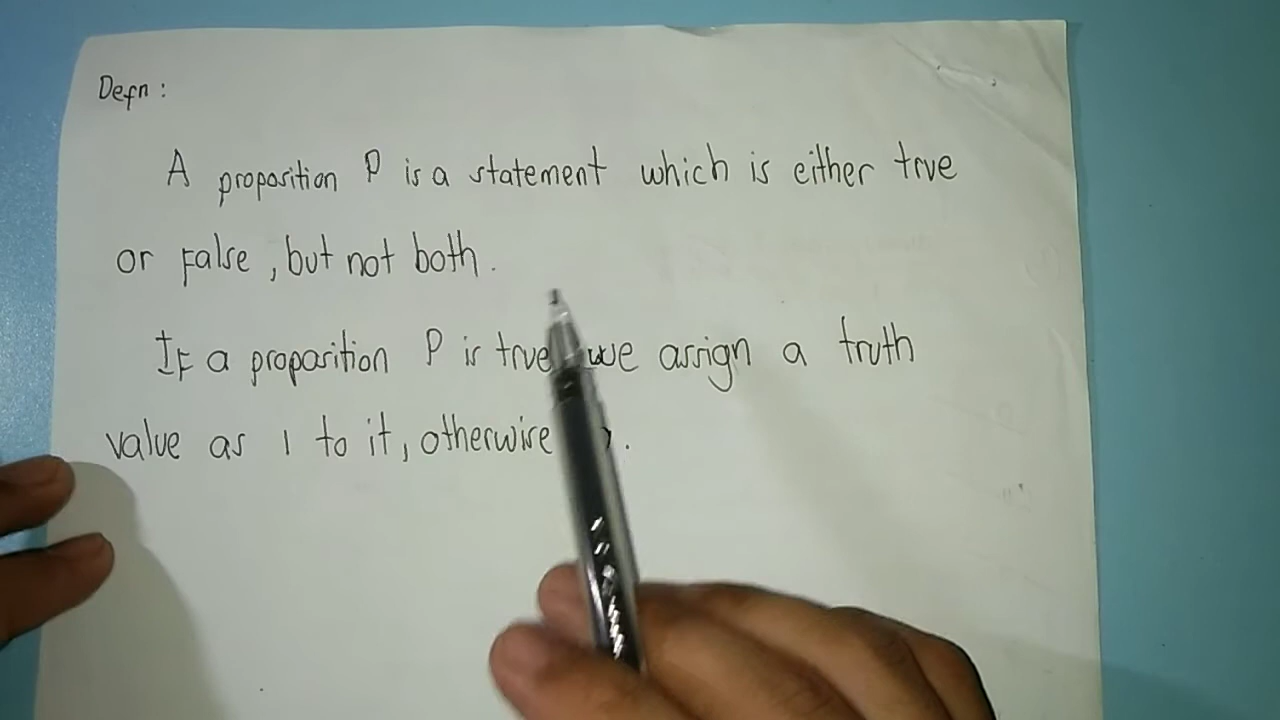 Defn :
A proposition P is a statement which is either true
or false , but not both .
If a proposition P is true we assign a truth
value as 1 to it , otherwise .